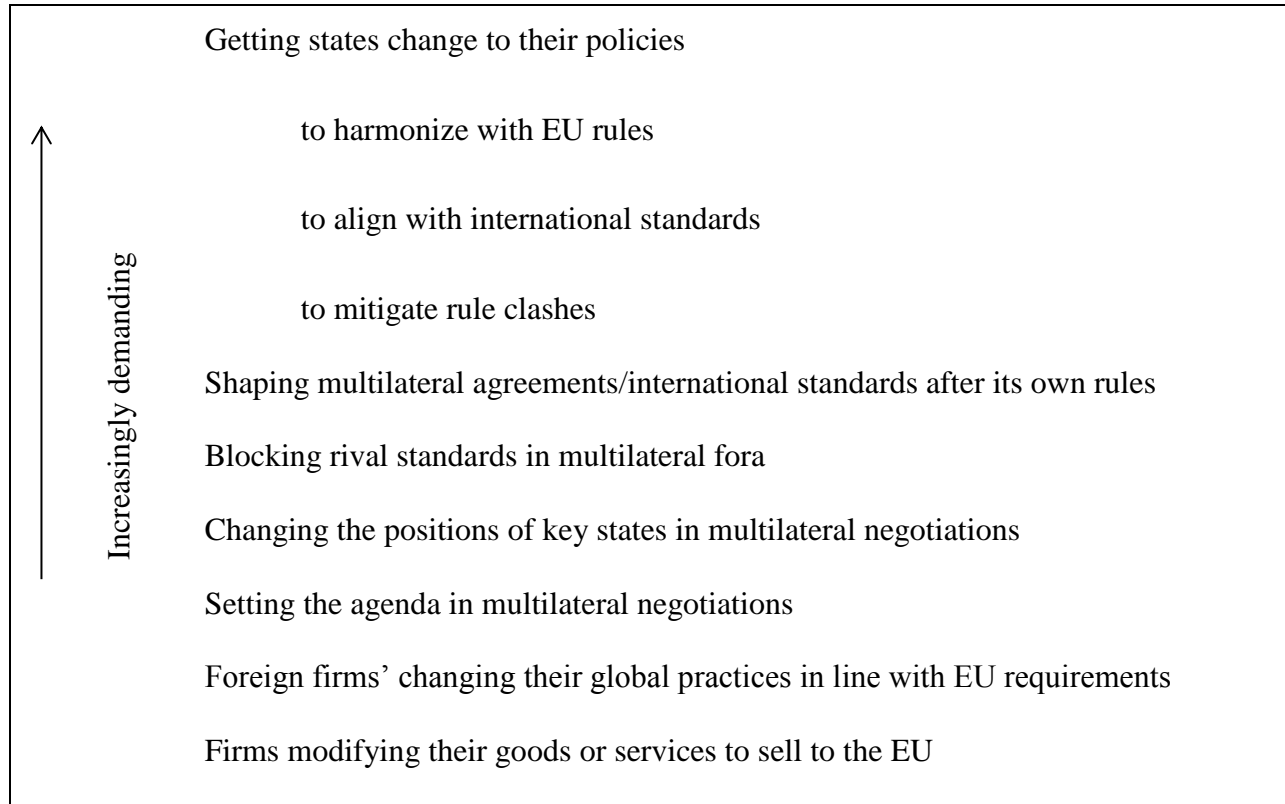 Getting states change to their policies
to harmonize with EU rules
to align with international standards
to mitigate rule clashes
Shaping multilateral agreements/international standards after its own rules
Blocking rival standards in multilateral fora
Changing the positions of key states in multilateral negotiations
Setting the agenda in multilateral negotiations
Foreign firms’ changing their global practices in line with EU requirements
Firms modifying their goods or services to sell to the EU
Increasingly demanding